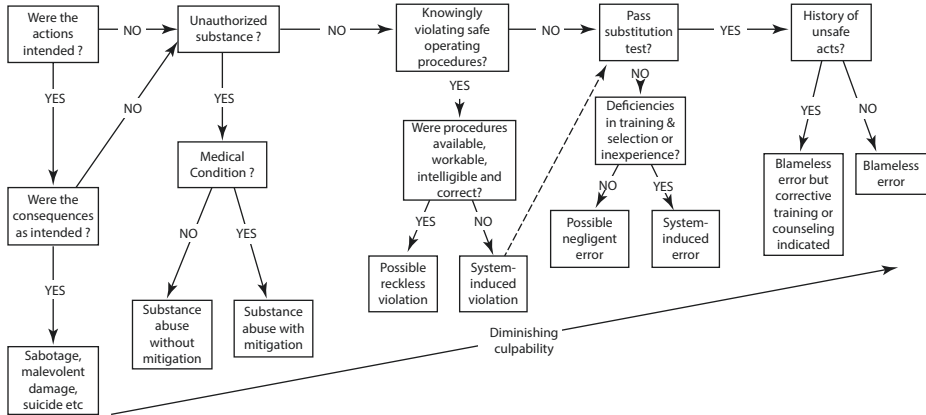 Were the
actions
intended ?
NO
Unauthorized
substance ?
NO
Knowingly
violating safe
operating
procedures?
NO
Pass
substitution
test?
YES
History of
unsafe
acts?
YES
NO
YES
YES
NO
YES
NO
Were the
consequences
as intended ?
Medical
Condition ?
Were procedures
available,
workable,
intelligible and
correct?
Deficiencies
in training &
selection or
inexperience?
Blameless
error but
corrective
training or
counseling
indicated
Blameless
error
NO
YES
YES
NO
NO
YES
YES
Possible
reckless
violation
System-
induced
violation
Possible
negligent
error
System-
induced
error
Substance
abuse
without
mitigation
Substance
abuse with
mitigation
Sabotage,
malevolent
damage,
suicide etc
Diminishing
culpability